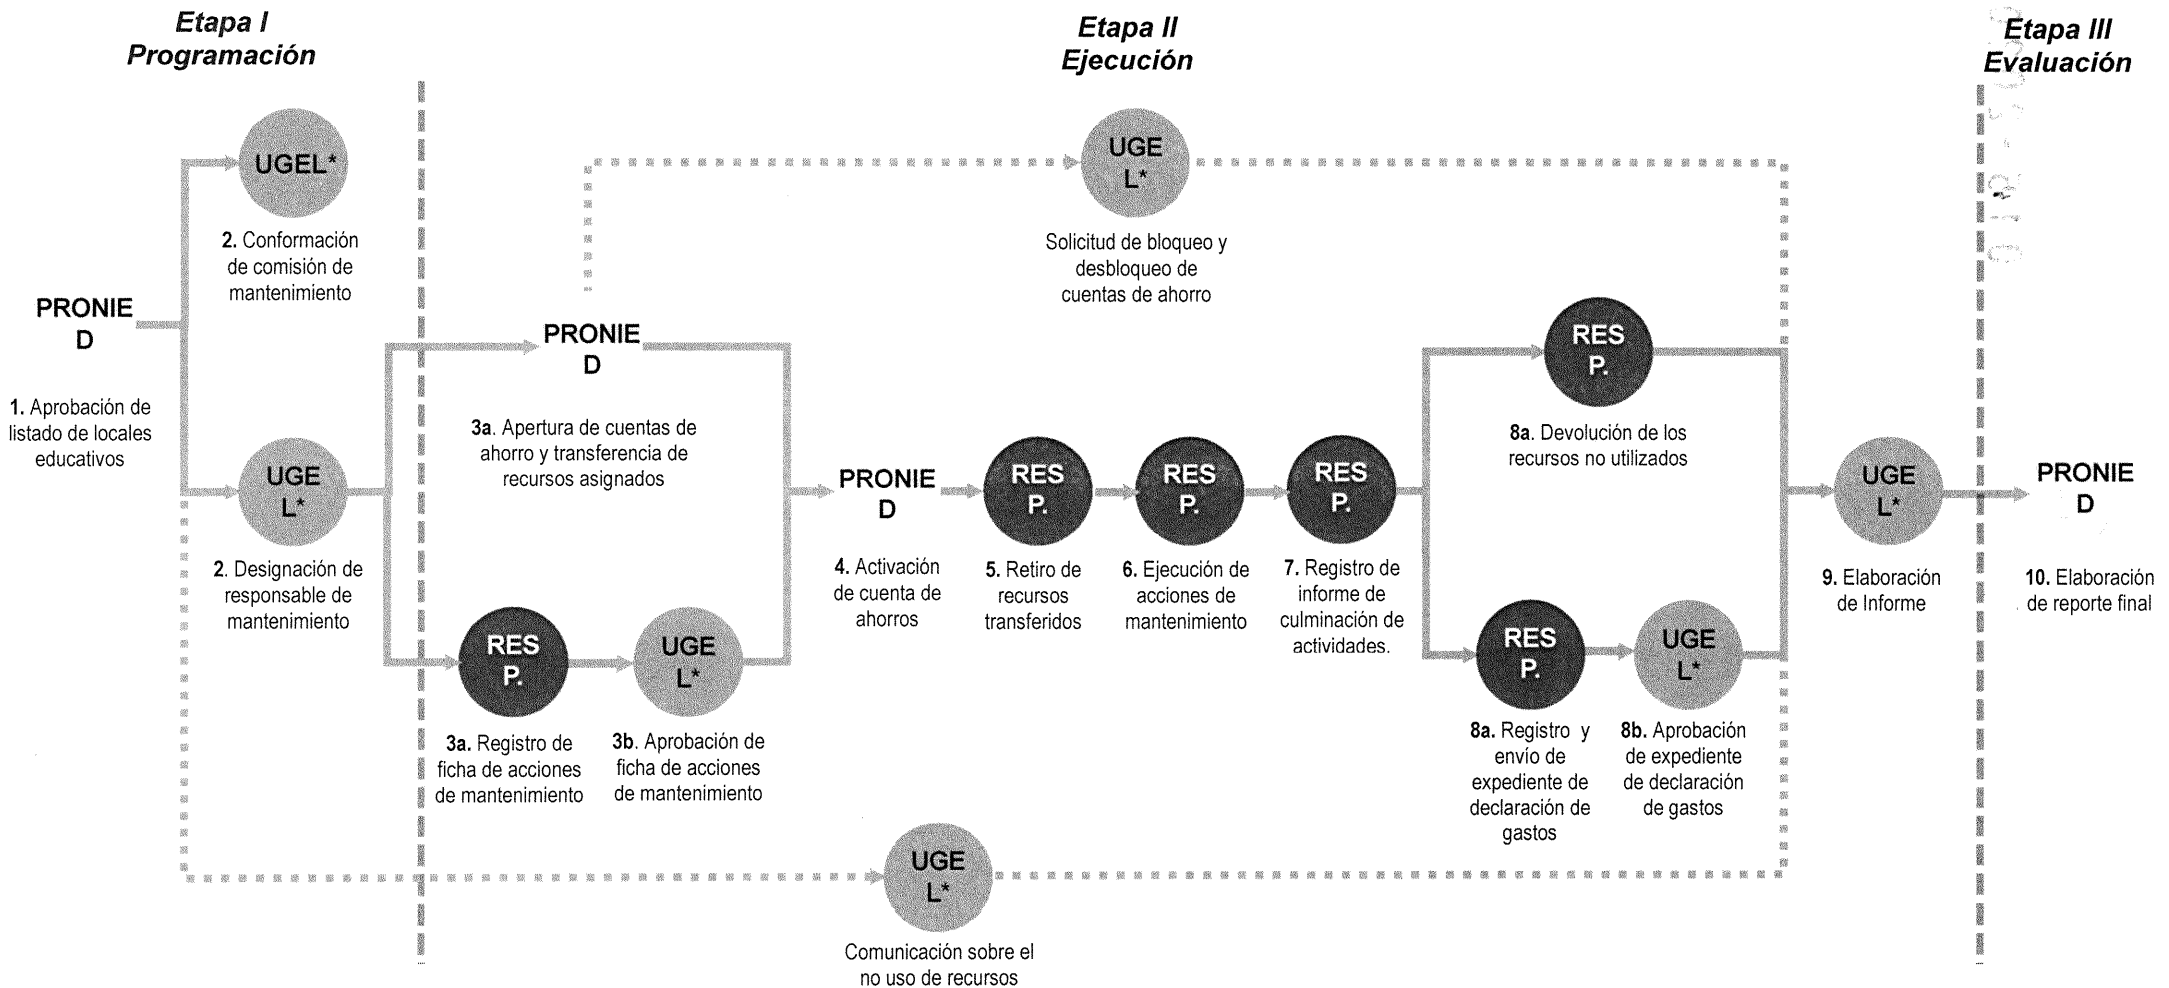 Etapa I
Programación
Etapa II
Ejecución
Etapa III
Evaluación
UGEL*
2. Conformación
de comisión de
mantenimiento
UGE
L*
Solicitud de bloqueo y
desbloqueo de
cuentas de ahorro
PRONIE
D
1. Aprobación de
listado de locales
educativos
UGE
L*
2. Designación de
responsable de
mantenimiento
PRONIE
D
3a. Apertura de cuentas de
ahorro y transferencia de
recursos asignados
RES
P.
3a. Registro de
ficha de acciones
de mantenimiento
UGE
L*
3b. Aprobación de
ficha de acciones
de mantenimiento
PRONIE
D
4. Activación
de cuenta de
ahorros
RES
P.
5. Retiro de
recursos
transferidos
RES
P.
6. Ejecución de
acciones de
mantenimiento
RES
P.
7. Registro de
informe de
culminación de
actividades.
RES
P.
8a. Devolución de los
recursos no utilizados
RES
P.
8a. Registro y
envío de
expediente de
declaración de
gastos
UGE
L*
8b. Aprobación
de expediente
de declaración
de gastos
UGE
L*
9. Elaboración
de Informe
PRONIE
D
10. Elaboración
de reporte final
UGE
L*
Comunicación sobre el
no uso de recursos